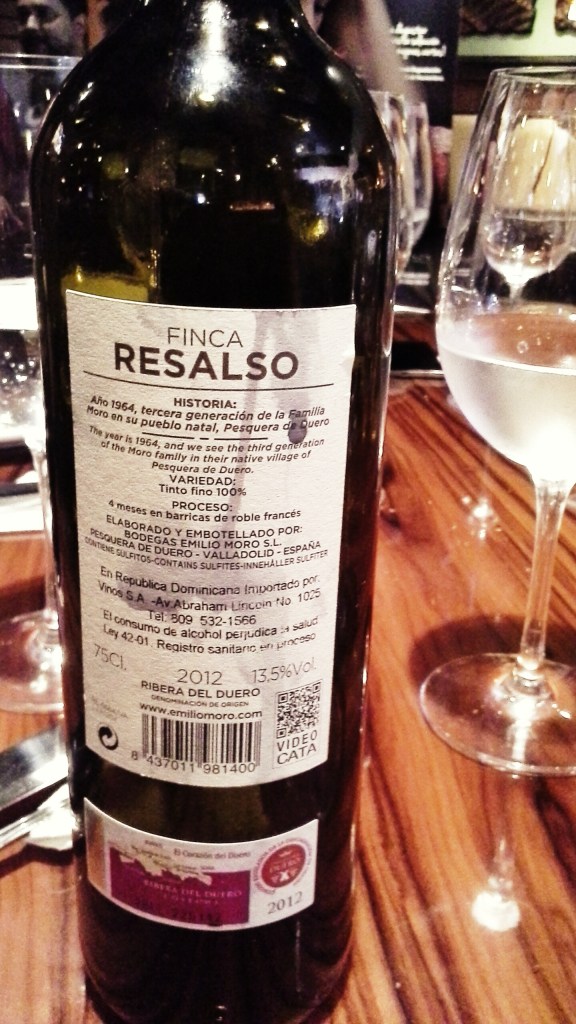 FINCA
RESALSO
HISTORIA:
Año 1964, tercera generación de la Familia
Moro en su pueblo natal, Pesquera de Duero
The year is 1964, and we see the third generation
of the Moro family in their native village of
Pesquera de Duero.
VARIEDAD:
Tinto fino 100%
PROCESO:
4 meses en barricas de roble francés
ELABORADO Y EMBOTELLADO POR:
BODEGAS EMILIO MORO S.L.
PESQUERA DE DUERO - VALLADOLID - ESPAÑA
CONTIENE SULFITOS-CONTAINS SULFITES-INNEHÅLLER SULFITER
En Republica Dominicana Importado por:
Vinos S.A. -Av.Abraham Lincoln No. 1025
Tel: 809 532-1566
El consumo de alcohol perjudica la salud
Ley 42-01. Registro sanitario en proceso
75Cl. 2012 13,5%Vol.
RIBERA DEL DUERO
DENOMINACIÓN DE ORIGEN
www.emiliomoro.com
8 437011 981400
VIDEO
CATA
El Corazón del Duero
RIBERA DEL DUERO
2012